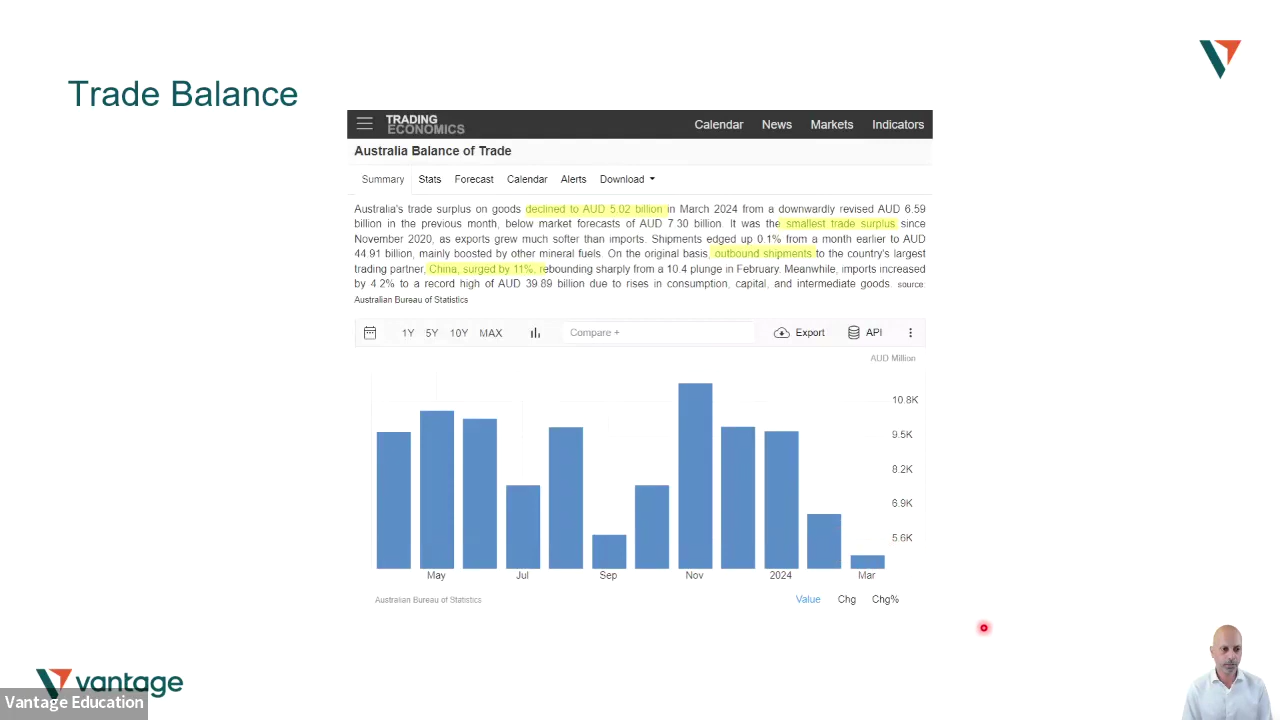 Trade Balance
TRADING
ECONOMICS
Calendar News Markets Indicators
Australia Balance of Trade
Summary Stats Forecast Calendar Alerts Download
Australia's trade surplus on goods declined to AUD 5.02 billion in March 2024 from a downwardly revised AUD 6.59
billion in the previous month, below market forecasts of AUD 7.30 billion. It was the smallest trade surplus since
November 2020, as exports grew much softer than imports. Shipments edged up 0.1% from a month earlier to AUD
44.91 billion, mainly boosted by other mineral fuels. On the original basis, outbound shipments to the country's largest
trading partner, China, surged by 11%, rebounding sharply from a 10.4 plunge in February. Meanwhile, imports increased
by 4.2% to a record high of AUD 39.89 billion due to rises in consumption, capital, and intermediate goods. source:
Australian Bureau of Statistics
1Y 5Y 10Y MAX Compare + Export API
AUD Million
10.8K
9.5K
8.2K
6.9K
5.6K
May Jul Sep Nov 2024 Mar
Australian Bureau of Statistics
Value Chg Chg%
vantage
Vantage Education